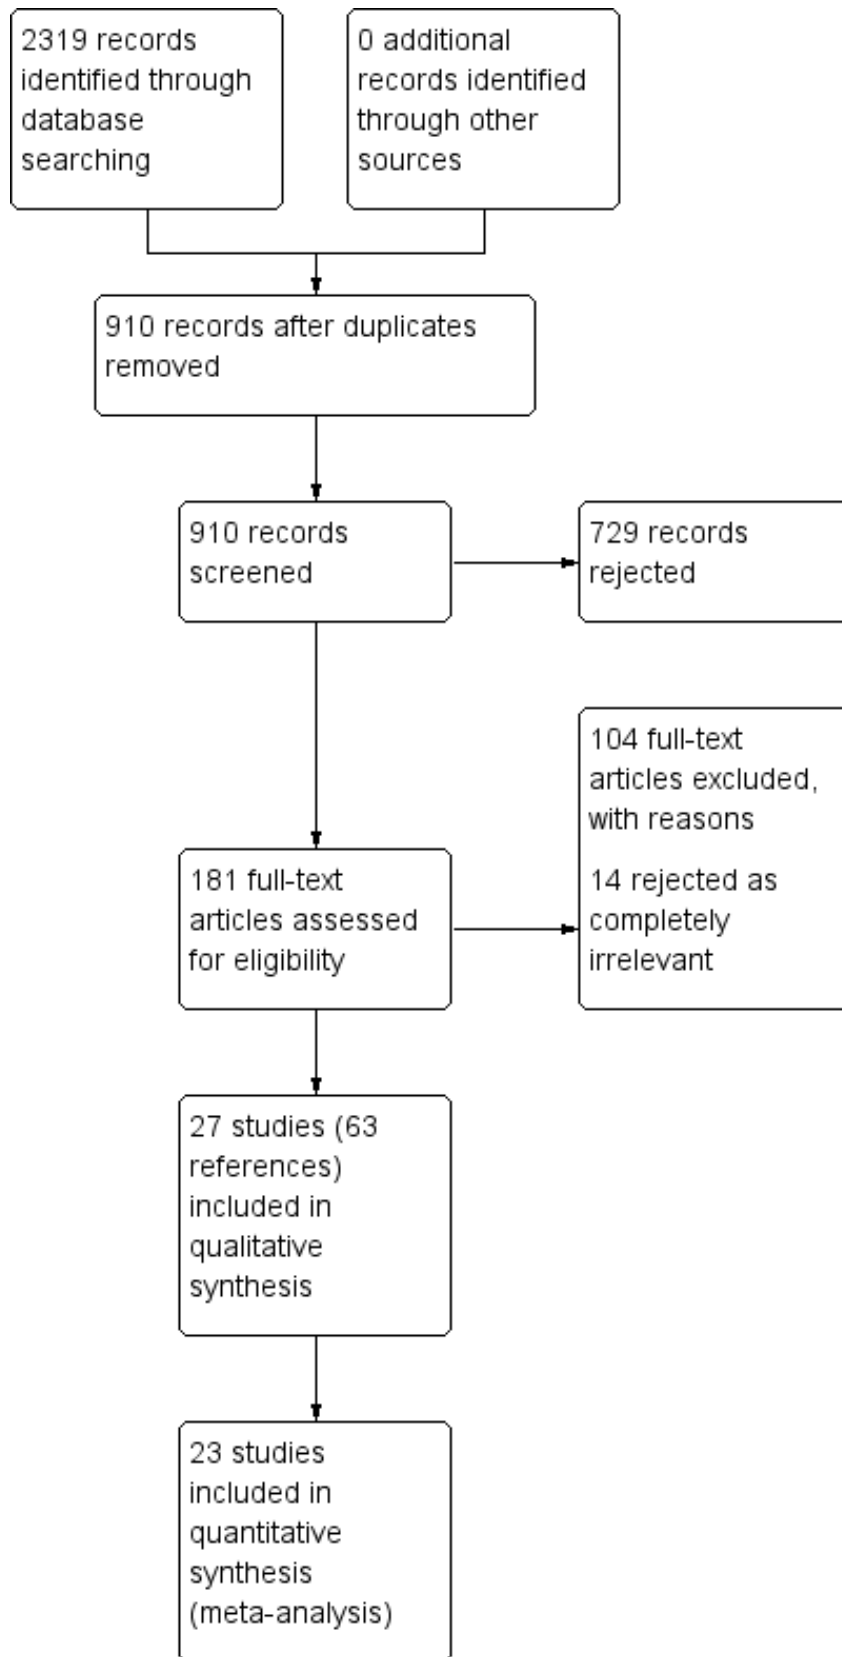 2319 records
identified through
database
searching
0 additional
records identified
through other
sources
910 records after duplicates
removed
910 records
screened
729 records
rejected
104 full-text
articles excluded,
with reasons
14 rejected as
completely
irrelevant
181 full-text
articles assessed
for eligibility
27 studies (63
references)
included in
qualitative
synthesis
23 studies
included in
quantitative
synthesis
(meta-analysis)